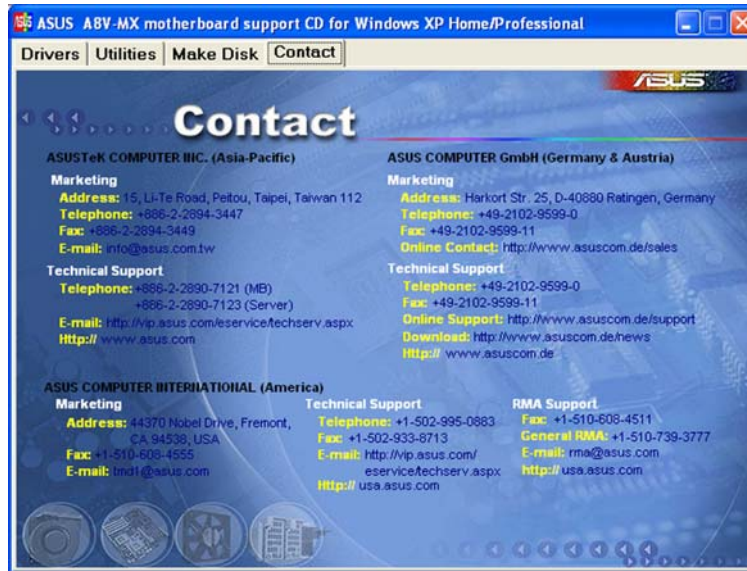 ASUS A8V-MX motherboard support CD for Windows XP Home/Professional
Drivers Utilities Make Disk Contact
ASUS
Contact
ASUSTeK COMPUTER INC. (Asia-Pacific)
Marketing
Address: 15, Li-Te Road, Peitou, Taipei, Taiwan 112
Telephone: +886-2-2894-3447
Fax: +886-2-2894-3449
E-mail: info@asus.com.tw
Technical Support
Telephone: +886-2-2890-7121 (MB)
+886-2-2890-7123 (Server)
E-mail: http://vip.asus.com/eservice/techserv.aspx
Http:// www.asus.com
ASUS COMPUTER GmbH (Germany & Austria)
Marketing
Address: Harkort Str. 25, D-40880 Ratingen, Germany
Telephone: +49-2102-9599-0
Fax: +49-2102-9599-11
Online Contact: http://www.asuscom.de/sales
Technical Support
Telephone: +49-2102-9599-0
Fax: +49-2102-9599-11
Online Support: http://www.asuscom.de/support
Download: http://www.asuscom.de/news
Http:// www.asuscom.de
ASUS COMPUTER INTERNATIONAL (America)
Marketing
Address: 44370 Nobel Drive, Fremont,
CA 94538, USA
Fax: +1-510-608-4555
E-mail: tmd1@asus.com
Technical Support
Telephone: +1-502-995-0883
Fax: +1-502-933-8713
E-mail: http://vip.asus.com/
eservice/techserv.aspx
Http:// usa.asus.com
RMA Support
Fax: +1-510-608-4511
General RMA: +1-510-739-3777
E-mail: rma@asus.com
http:// usa.asus.com